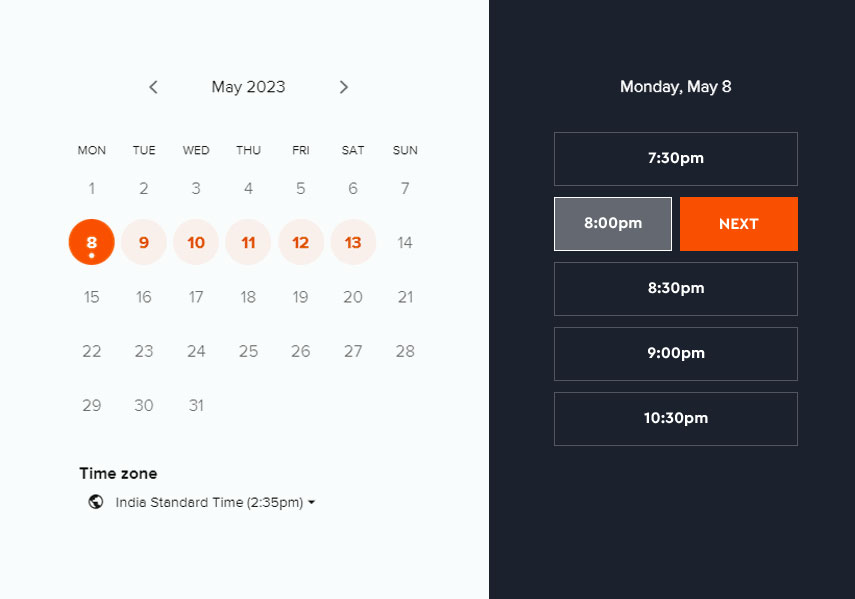 May 2023
MON TUE WED THU FRI SAT SUN
1 2 3 4 5 6 7
8 9 10 11 12 13 14
15 16 17 18 19 20 21
22 23 24 25 26 27 28
29 30 31
Time zone
India Standard Time (2:35pm)
Monday, May 8
7:30pm
8:00pm NEXT
8:30pm
9:00pm
10:30pm